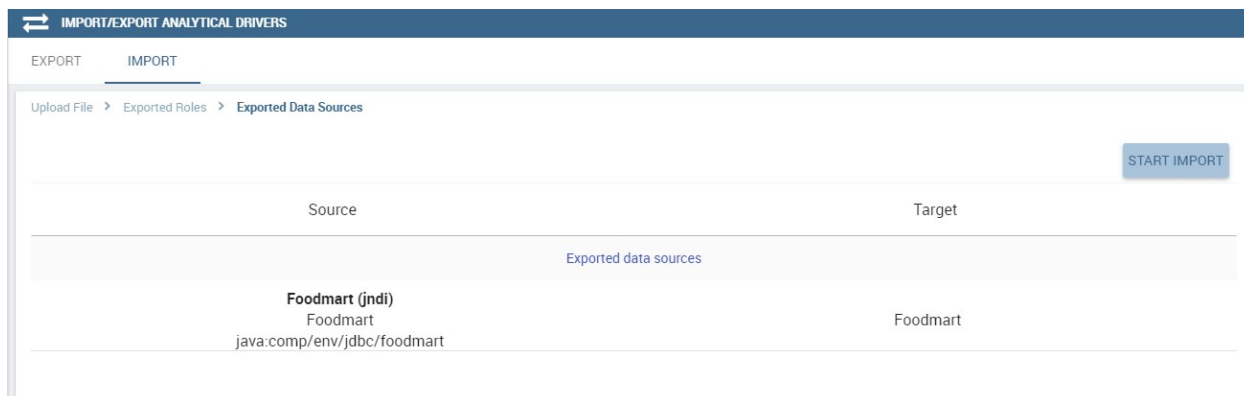 IMPORT/EXPORT ANALYTICAL DRIVERS
EXPORT IMPORT
Upload File > Exported Roles > Exported Data Sources
START IMPORT
Source Target
Exported data sources
Foodmart (jndi)
Foodmart Foodmart
java:comp/env/jdbc/foodmart